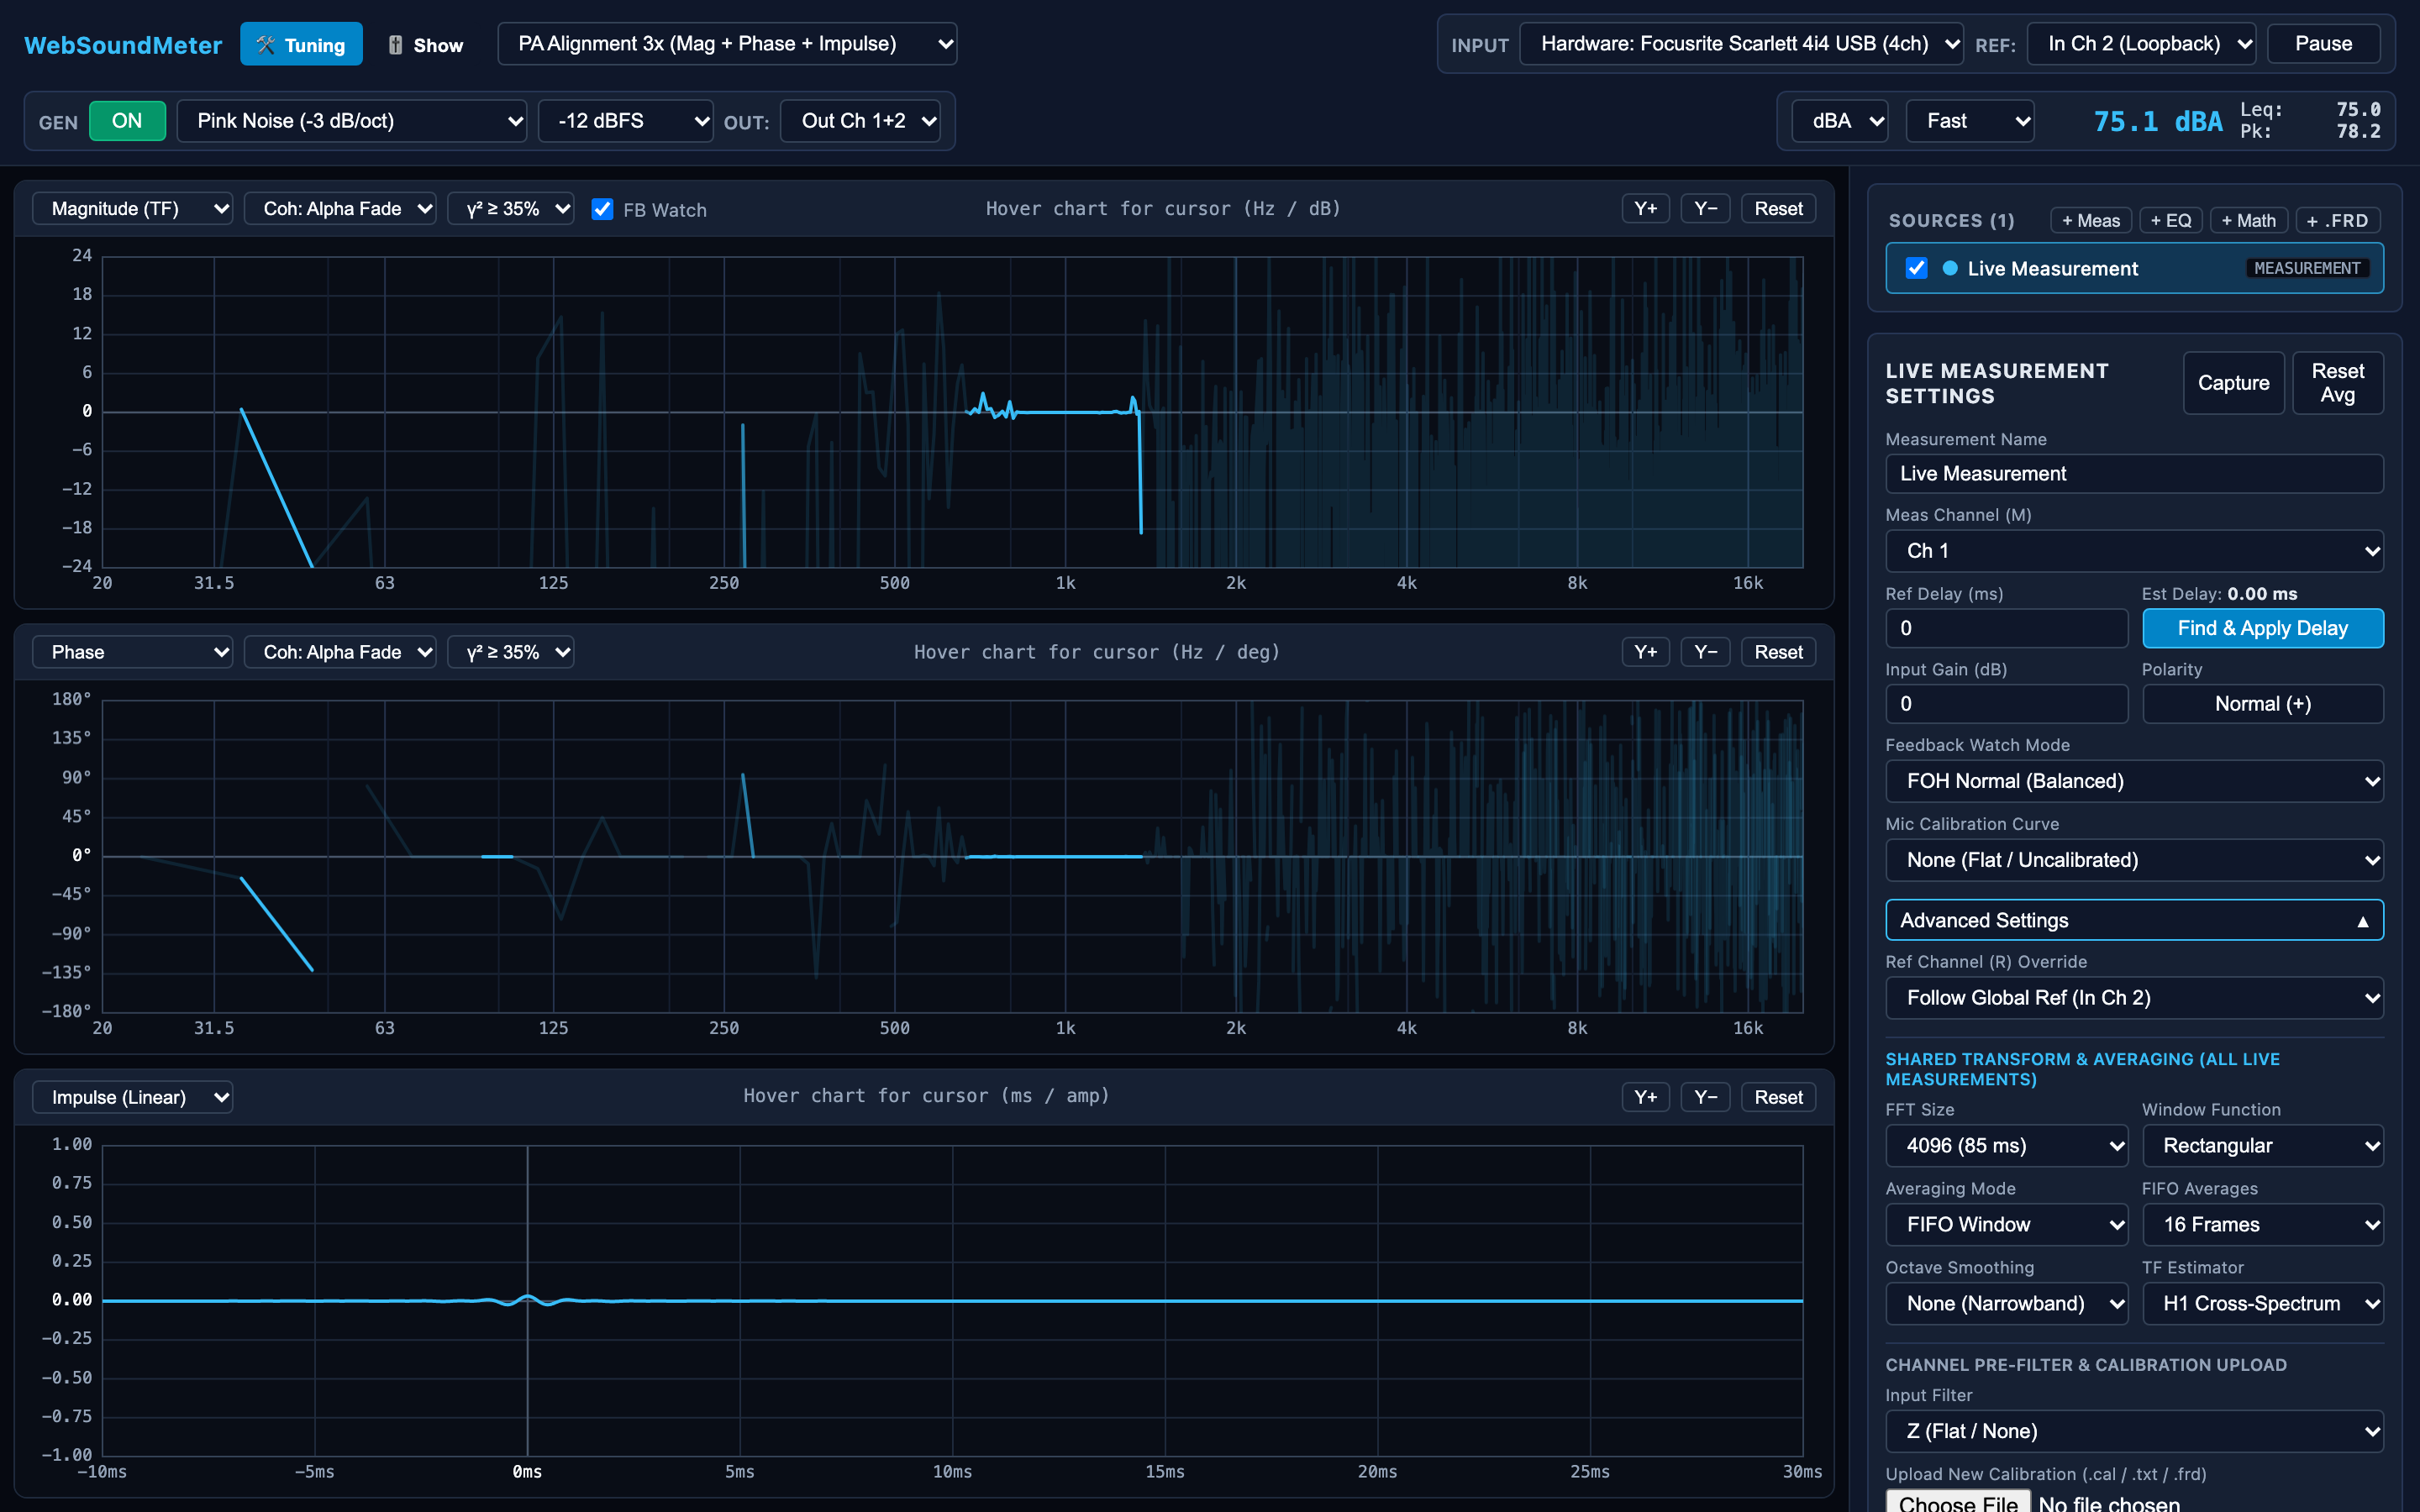 WebSoundMeter
🛠 Tuning
🎚 Show
PA Alignment 3x (Mag + Phase + Impulse)
INPUT
Hardware: Focusrite Scarlett 4i4 USB (4ch)
REF:
In Ch 2 (Loopback)
Pause
GEN
ON
Pink Noise (-3 dB/oct)
-12 dBFS
OUT:
Out Ch 1+2
dBA
Fast
75.1 dBA
Leq: 75.0
Pk: 78.2
Magnitude (TF)
Coh: Alpha Fade
γ² ≥ 35%
FB Watch
Hover chart for cursor (Hz / dB)
Y+
Y−
Reset
24
18
12
6
0
−6
−12
−18
−24
20 31.5 63 125 250 500 1k 2k 4k 8k 16k
Phase
Coh: Alpha Fade
γ² ≥ 35%
Hover chart for cursor (Hz / deg)
Y+
Y−
Reset
180°
135°
90°
45°
0°
−45°
−90°
−135°
−180°
20 31.5 63 125 250 500 1k 2k 4k 8k 16k
Impulse (Linear)
Hover chart for cursor (ms / amp)
Y+
Y−
Reset
1.00
0.75
0.50
0.25
0.00
−0.25
−0.50
−0.75
−1.00
−10ms −5ms 0ms 5ms 10ms 15ms 20ms 25ms 30ms
SOURCES (1)
+ Meas
+ EQ
+ Math
+ .FRD
Live Measurement
MEASUREMENT
LIVE MEASUREMENT
SETTINGS
Capture
Reset
Avg
Measurement Name
Live Measurement
Meas Channel (M)
Ch 1
Ref Delay (ms)
Est Delay: 0.00 ms
0
Find & Apply Delay
Input Gain (dB)
Polarity
0
Normal (+)
Feedback Watch Mode
FOH Normal (Balanced)
Mic Calibration Curve
None (Flat / Uncalibrated)
Advanced Settings ▲
Ref Channel (R) Override
Follow Global Ref (In Ch 2)
SHARED TRANSFORM & AVERAGING (ALL LIVE
MEASUREMENTS)
FFT Size
Window Function
4096 (85 ms)
Rectangular
Averaging Mode
FIFO Averages
FIFO Window
16 Frames
Octave Smoothing
TF Estimator
None (Narrowband)
H1 Cross-Spectrum
CHANNEL PRE-FILTER & CALIBRATION UPLOAD
Input Filter
Z (Flat / None)
Upload New Calibration (.cal / .txt / .frd)
Choose File No file chosen